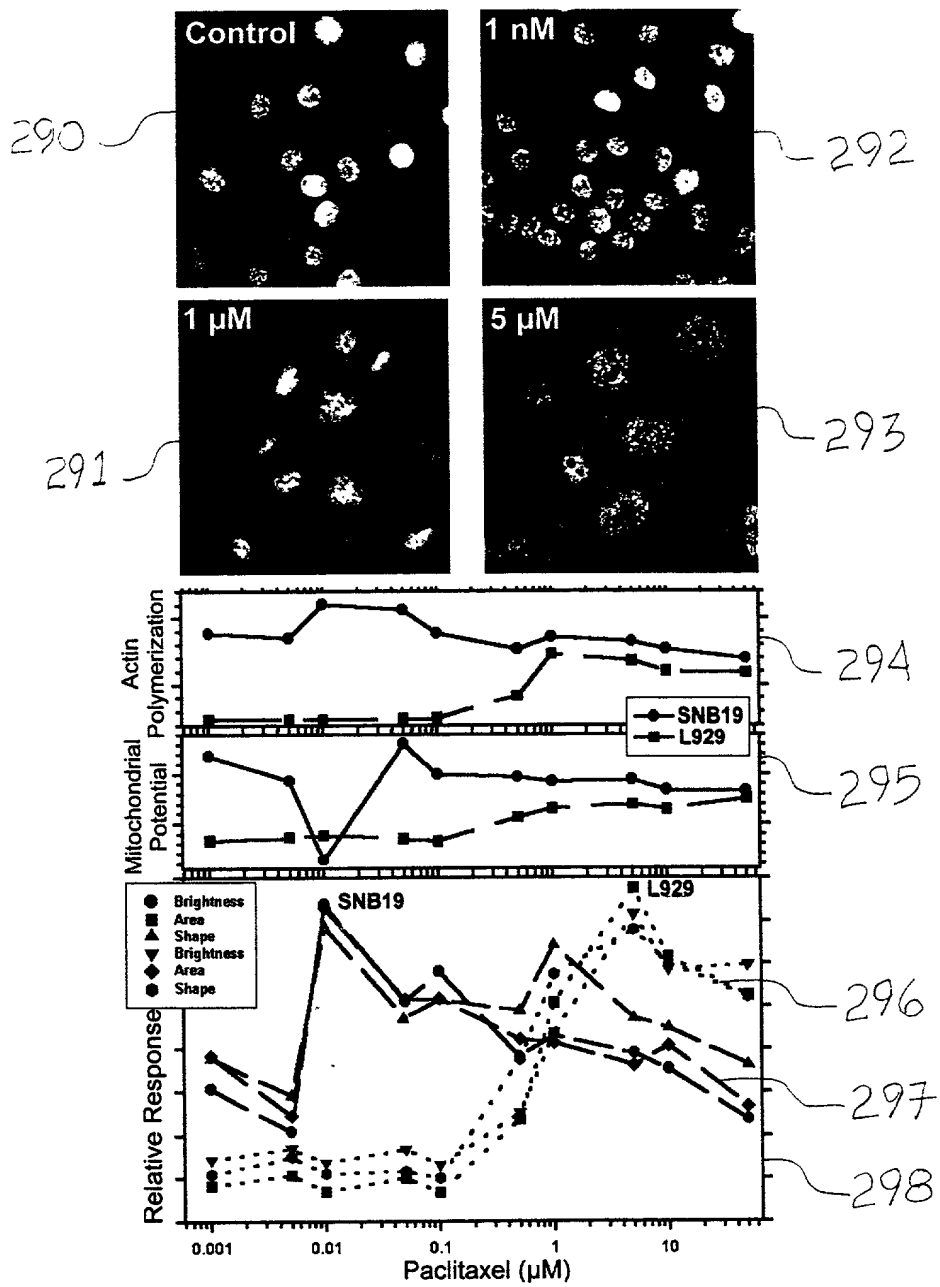 Control
1 nM
290
292
1 µM
5 µM
291
293
Actin
Polymerization
294
SNB19
L929
Mitochondrial
Potential
295
SNB19
L929
Brightness
Area
Shape
Brightness
Area
Shape
296
Relative Response
297
298
0.001
0.01
0.1
1
10
Paclitaxel (µM)